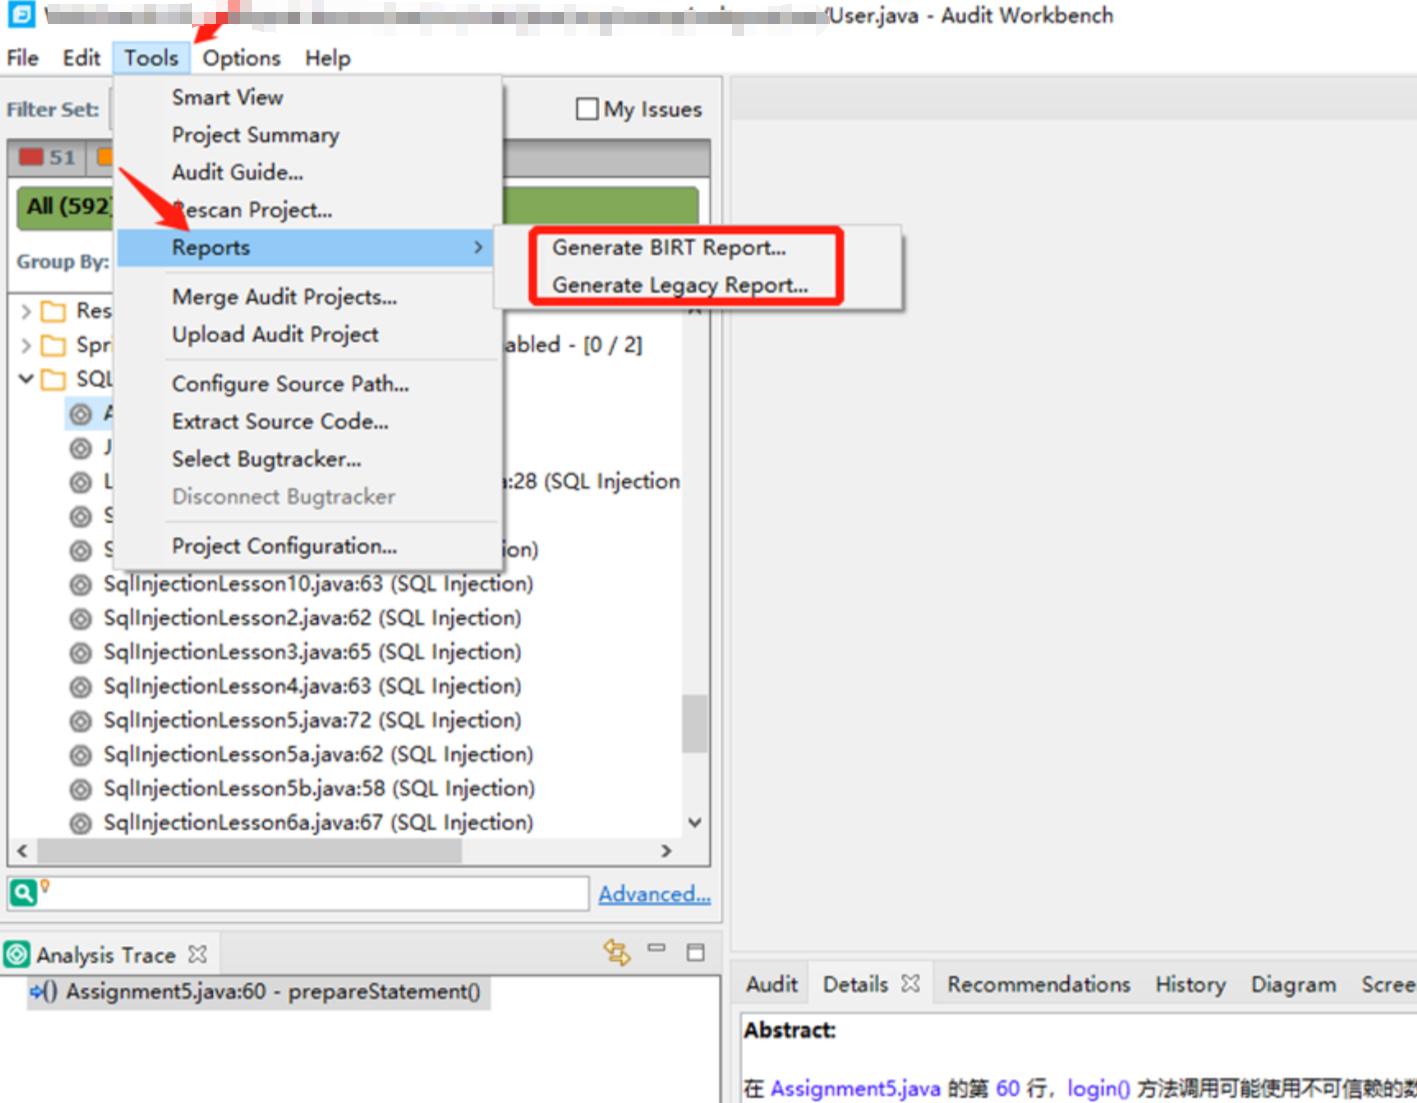 /User.java - Audit Workbench
File Edit Tools Options Help
Smart View
Filter Set:
My Issues
Project Summary
51
Audit Guide...
All (592)
Rescan Project...
Reports
Generate BIRT Report...
Group By:
Generate Legacy Report...
Merge Audit Projects...
Res
Upload Audit Project
Spri
abled - [0 / 2]
SQL
Configure Source Path...
A
Extract Source Code...
J
Select Bugtracker...
L
:28 (SQL Injection
Disconnect Bugtracker
S
Project Configuration...
S
ion)
SqlInjectionLesson10.java:63 (SQL Injection)
SqlInjectionLesson2.java:62 (SQL Injection)
SqlInjectionLesson3.java:65 (SQL Injection)
SqlInjectionLesson4.java:63 (SQL Injection)
SqlInjectionLesson5.java:72 (SQL Injection)
SqlInjectionLesson5a.java:62 (SQL Injection)
SqlInjectionLesson5b.java:58 (SQL Injection)
SqlInjectionLesson6a.java:67 (SQL Injection)
Advanced...
Analysis Trace
() Assignment5.java:60 - prepareStatement()
Audit Details Recommendations History Diagram Scree
Abstract:
在 Assignment5.java 的第 60 行，login() 方法调用可能使用不可信赖的数